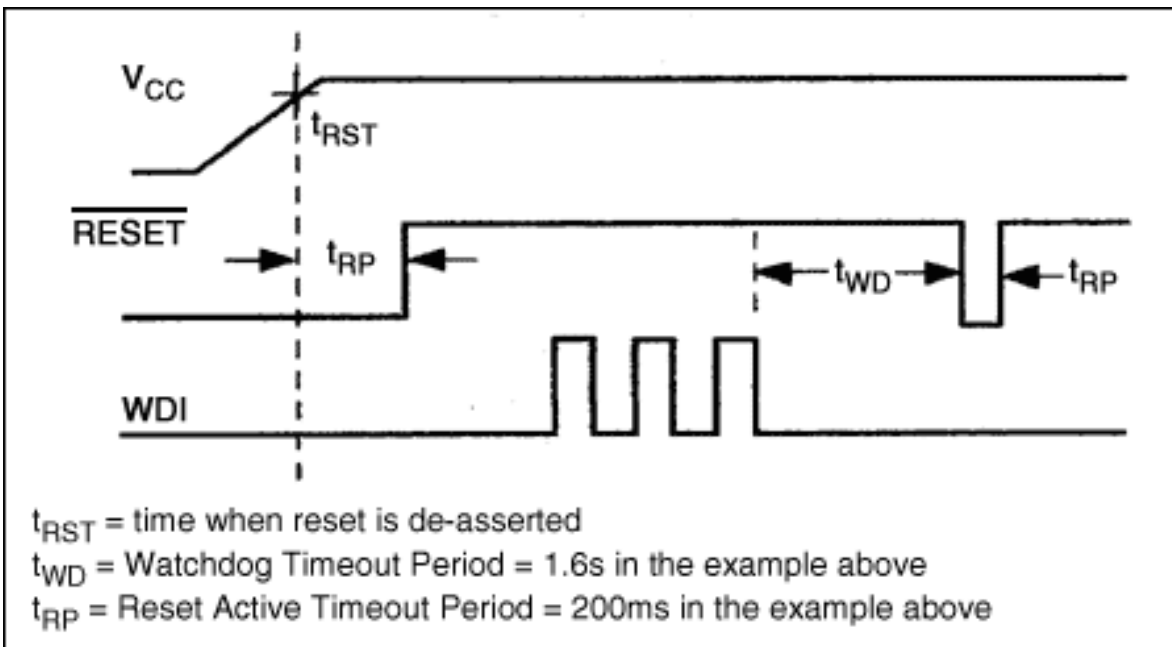 VCC
tRST
RESET
tRP
tWD
tRP
WDI
tRST = time when reset is de-asserted
tWD = Watchdog Timeout Period = 1.6s in the example above
tRP = Reset Active Timeout Period = 200ms in the example above